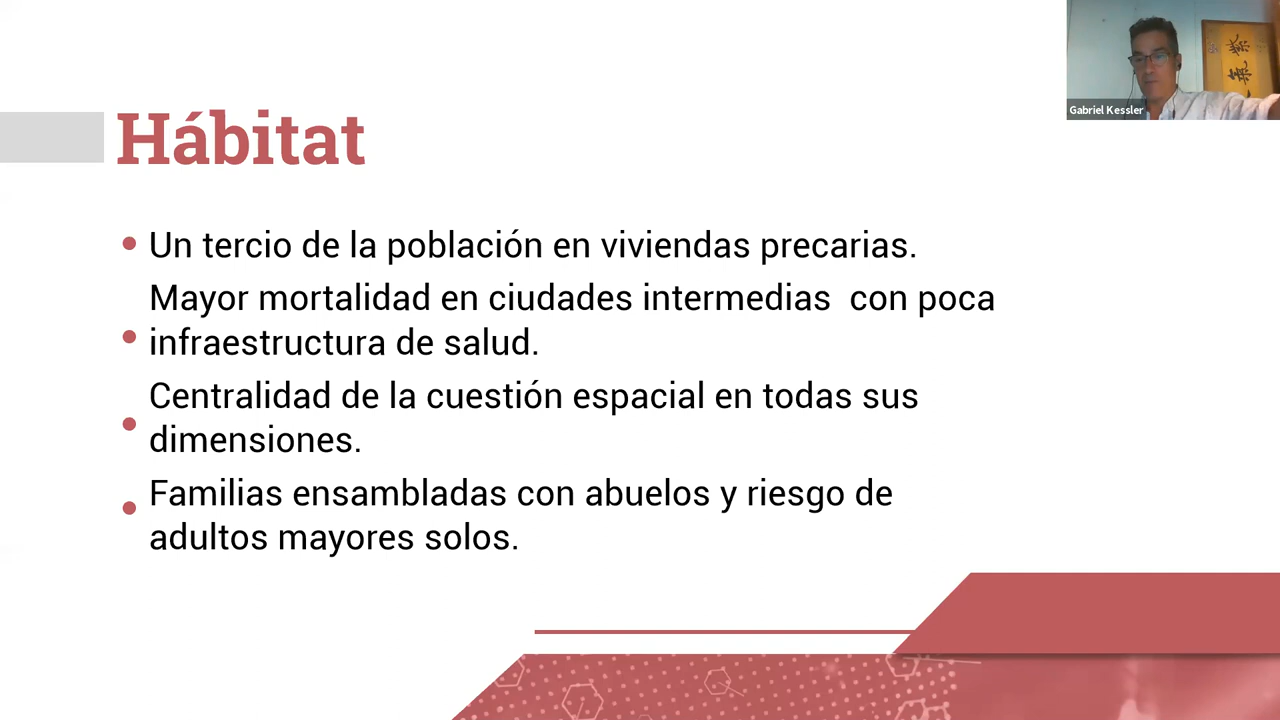 Gabriel Kessler
Hábitat
Un tercio de la población en viviendas precarias.
Mayor mortalidad en ciudades intermedias  con poca
infraestructura de salud.
Centralidad de la cuestión espacial en todas sus
dimensiones.
Familias ensambladas con abuelos y riesgo de
adultos mayores solos.